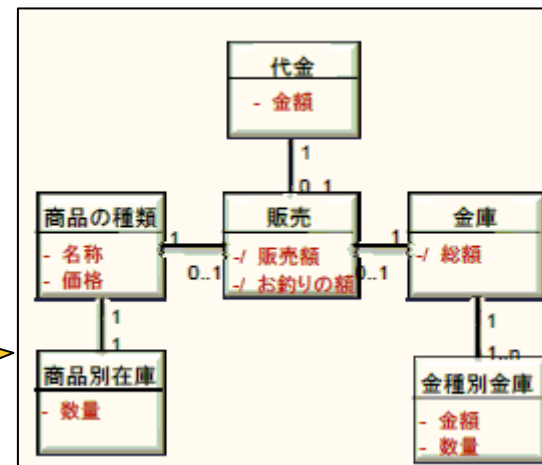 代金
- 金額
1
0..1
商品の種類
- 名称
- 価格
1
0..1
販売
-/ 販売額
-/ お釣りの額
1
0..1
金庫
-/ 総額
1
1
商品別在庫
- 数量
1
1..n
金種別金庫
- 金額
- 数量